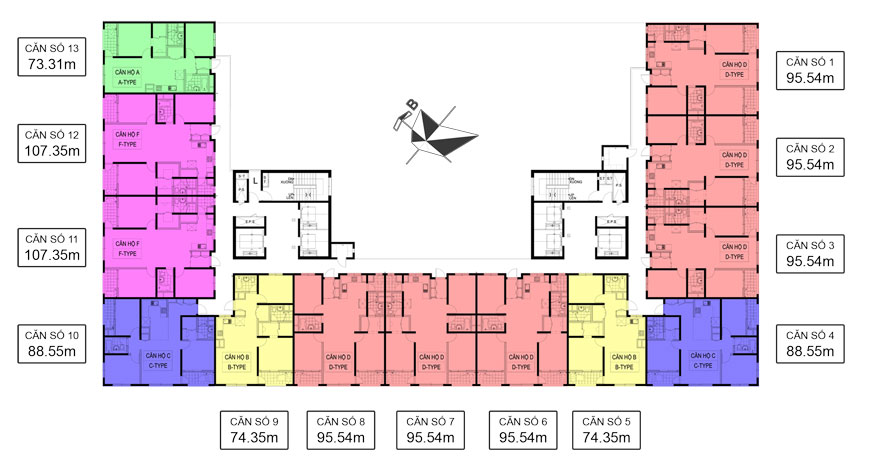 CĂN SỐ 13
73.31m
CĂN HỘ A
A-TYPE
CĂN HỘ D
D-TYPE
CĂN SỐ 1
95.54m
B
CĂN SỐ 12
107.35m
CĂN HỘ F
F-TYPE
CĂN HỘ D
D-TYPE
CĂN SỐ 2
95.54m
L
CĂN SỐ 11
107.35m
CĂN HỘ F
F-TYPE
CĂN HỘ D
D-TYPE
CĂN SỐ 3
95.54m
CĂN SỐ 10
88.55m
CĂN HỘ C
C-TYPE
CĂN HỘ B
B-TYPE
CĂN HỘ D
D-TYPE
CĂN HỘ D
D-TYPE
CĂN HỘ D
D-TYPE
CĂN HỘ B
B-TYPE
CĂN HỘ C
C-TYPE
CĂN SỐ 4
88.55m
CĂN SỐ 9
74.35m
CĂN SỐ 8
95.54m
CĂN SỐ 7
95.54m
CĂN SỐ 6
95.54m
CĂN SỐ 5
74.35m